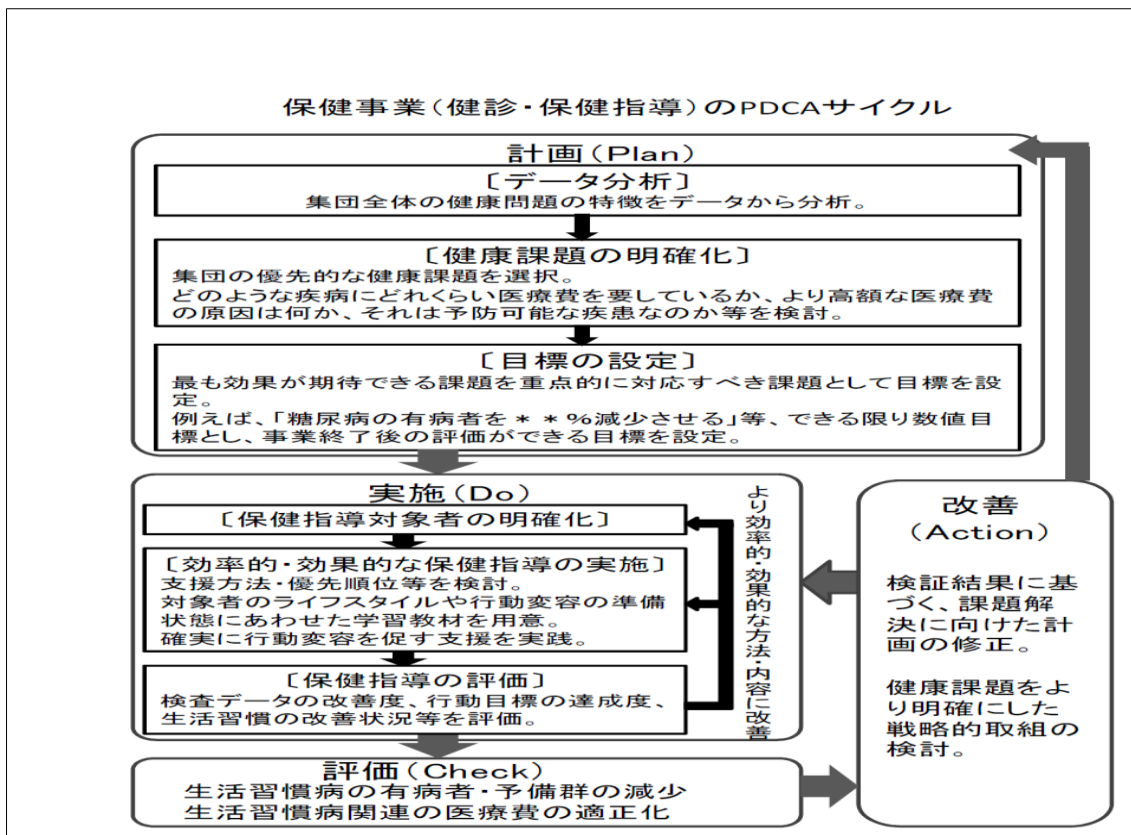 保健事業(健診・保健指導)のPDCAサイクル
計画(Plan)
〔データ分析〕
集団全体の健康問題の特徴をデータから分析。
〔健康課題の明確化〕
集団の優先的な健康課題を選択。
どのような疾病にどれくらい医療費を要しているか、より高額な医療費
の原因は何か、それは予防可能な疾患なのか等を検討。
〔目標の設定〕
最も効果が期待できる課題を重点的に対応すべき課題として目標を設
定。
例えば、「糖尿病の有病者を**%減少させる」等、できる限り数値目
標とし、事業終了後の評価ができる目標を設定。
実施(Do)
〔保健指導対象者の明確化〕
〔効率的・効果的な保健指導の実施〕
支援方法・優先順位等を検討。
対象者のライフスタイルや行動変容の準備
状態にあわせた学習教材を用意。
確実に行動変容を促す支援を実践。
〔保健指導の評価〕
検査データの改善度、行動目標の達成度、
生活習慣の改善状況等を評価。
より効率的・効果的な方法・内容に改善
評価(Check)
生活習慣病の有病者・予備群の減少
生活習慣病関連の医療費の適正化
改善
(Action)
検証結果に基
づく、課題解
決に向けた計
画の修正。
健康課題をよ
り明確にした
戦略的取組の
検討。